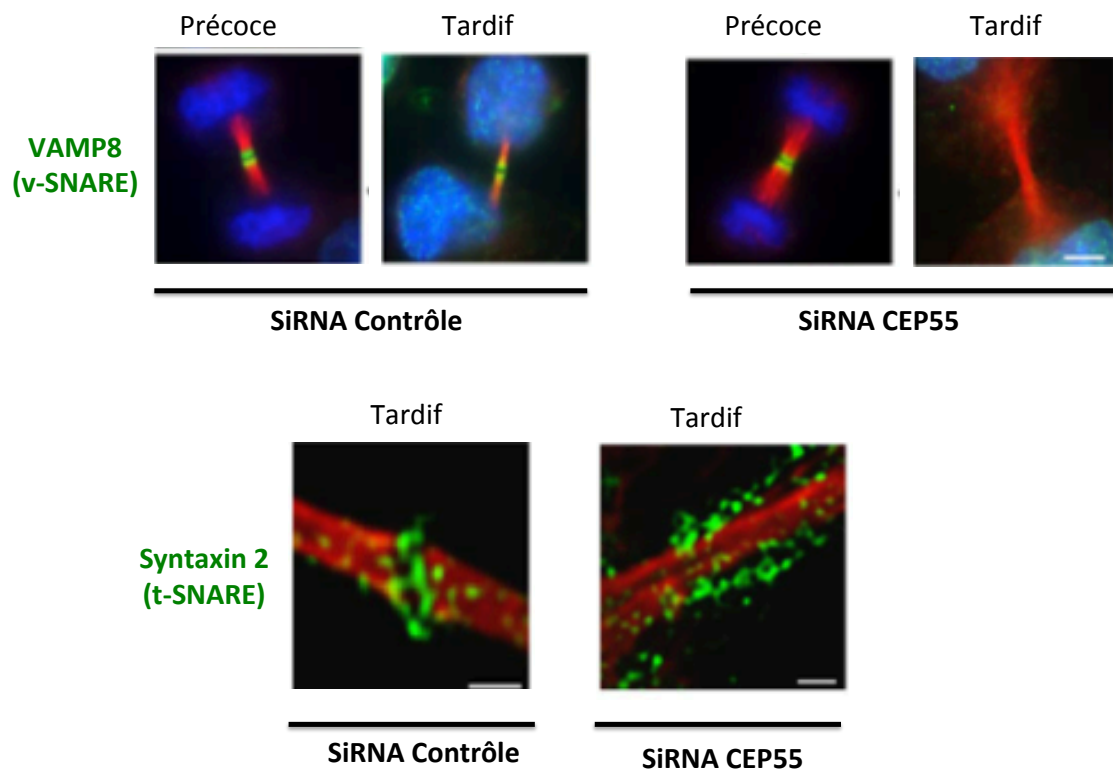 Précoce
Tardif
Précoce
Tardif
VAMP8
(v-SNARE)
SiRNA Contrôle
SiRNA CEP55
Tardif
Tardif
Syntaxin 2
(t-SNARE)
SiRNA Contrôle
SiRNA CEP55